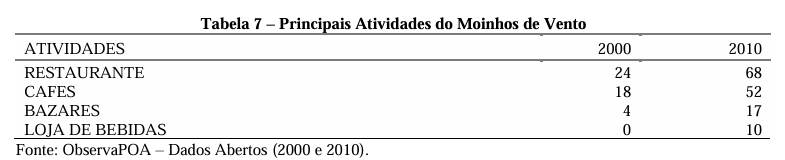 Tabela 7 – Principais Atividades do Moinhos de Vento
ATIVIDADES 2000 2010
RESTAURANTE 24 68
CAFES 18 52
BAZARES 4 17
LOJA DE BEBIDAS 0 10
Fonte: ObservaPOA – Dados Abertos (2000 e 2010).